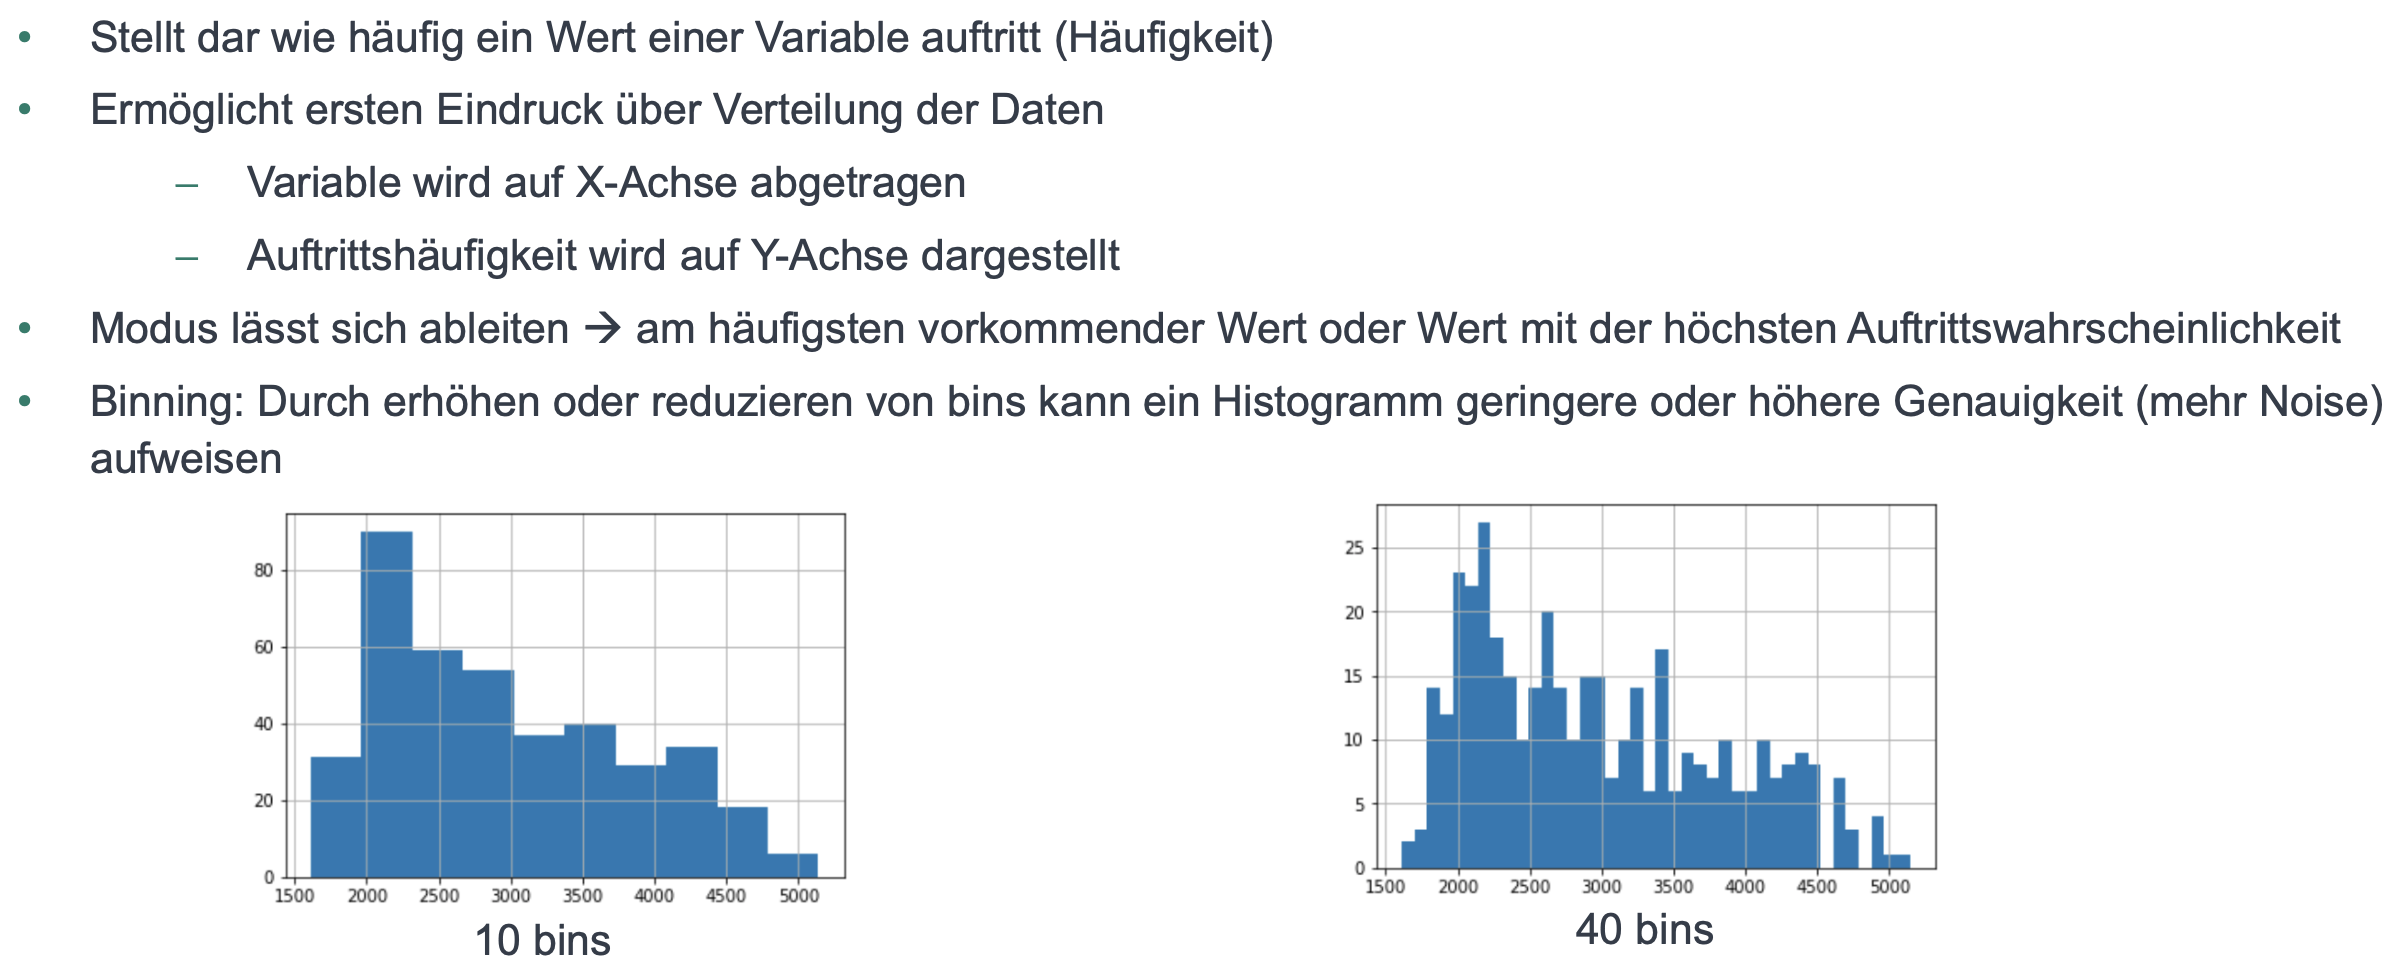 • Stellt dar wie häufig ein Wert einer Variable auftritt (Häufigkeit)
• Ermöglicht ersten Eindruck über Verteilung der Daten
– Variable wird auf X-Achse abgetragen
– Auftrittshäufigkeit wird auf Y-Achse dargestellt
• Modus lässt sich ableiten → am häufigsten vorkommender Wert oder Wert mit der höchsten Auftrittswahrscheinlichkeit
• Binning: Durch erhöhen oder reduzieren von bins kann ein Histogramm geringere oder höhere Genauigkeit (mehr Noise)
aufweisen
80
60
40
20
0
1500 2000 2500 3000 3500 4000 4500 5000
10 bins
25
20
15
10
5
0
1500 2000 2500 3000 3500 4000 4500 5000
40 bins